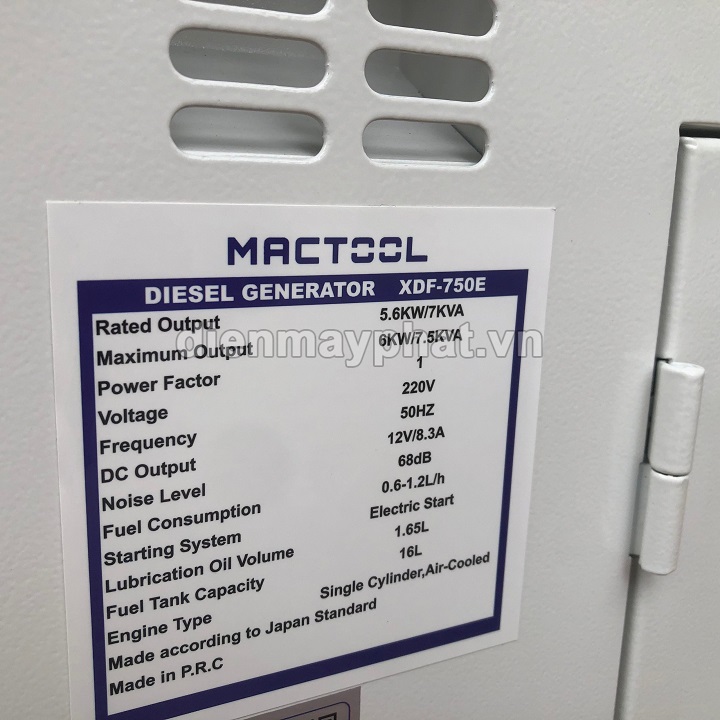 MACTOOL
DIESEL GENERATOR XDF-750E
Rated Output 5.6KW/7KVA
Maximum Output 6KW/7.5KVA
Power Factor 1
Voltage 220V
Frequency 50HZ
DC Output 12V/8.3A
Noise Level 68dB
Fuel Consumption 0.6-1.2L/h
Starting System Electric Start
Lubrication Oil Volume 1.65L
Fuel Tank Capacity 16L
Engine Type Single Cylinder,Air-Cooled
Made according to Japan Standard
Made in P.R.C
dienmayphat.vn